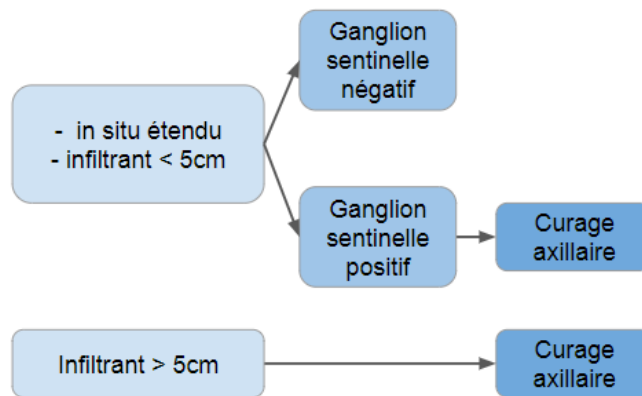 Ganglion
sentinelle
négatif
- in situ étendu
- infiltrant < 5cm
Ganglion
sentinelle
positif
Curage
axillaire
Infiltrant > 5cm
Curage
axillaire